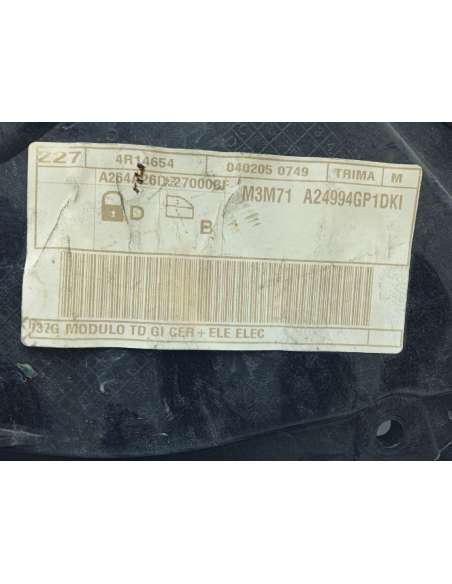 227 4R14654 040205 0749 TRIMA M
M3M71 A24994GP1DKI
D B
MODULO TD GI CER + ELE ELEC